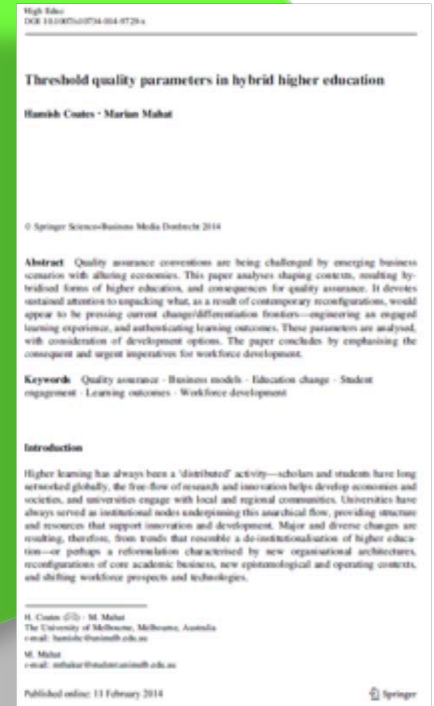 High Educ
DOI 10.1007/s10734-014-9729-x
Threshold quality parameters in hybrid higher education
Hamish Coates · Marian Mahat
© Springer Science+Business Media Dordrecht 2014
Abstract Quality assurance conventions are being challenged by emerging business
scenarios with alluring economies. This paper analyses shaping contexts, resulting hy-
bridised forms of higher education, and consequences for quality assurance. It devotes
sustained attention to unpacking what, as a result of contemporary reconfigurations, would
appear to be pressing current change/differentiation frontiers—engineering an engaged
learning experience, and authenticating learning outcomes. These parameters are analysed,
with consideration of development options. The paper concludes by emphasising the
consequent and urgent imperatives for workforce development.
Keywords Quality assurance · Business models · Education change · Student
engagement · Learning outcomes · Workforce development
Introduction
Higher learning has always been a 'distributed' activity—scholars and students have long
networked globally, the free-flow of research and innovation helps develop economies and
societies, and universities engage with local and regional communities. Universities have
always served as institutional nodes underpinning this anarchical flow, providing structure
and resources that support innovation and development. Major and diverse changes are
resulting, therefore, from trends that resemble a de-institutionalisation of higher educa-
tion—or perhaps a reformulation characterised by new organisational architectures,
reconfigurations of core academic business, new epistemological and operating contexts,
and shifting workforce prospects and technologies.
H. Coates · M. Mahat
The University of Melbourne, Melbourne, Australia
e-mail: hamishc@unimelb.edu.au
M. Mahat
e-mail:
Published online: 11 February 2014
Springer